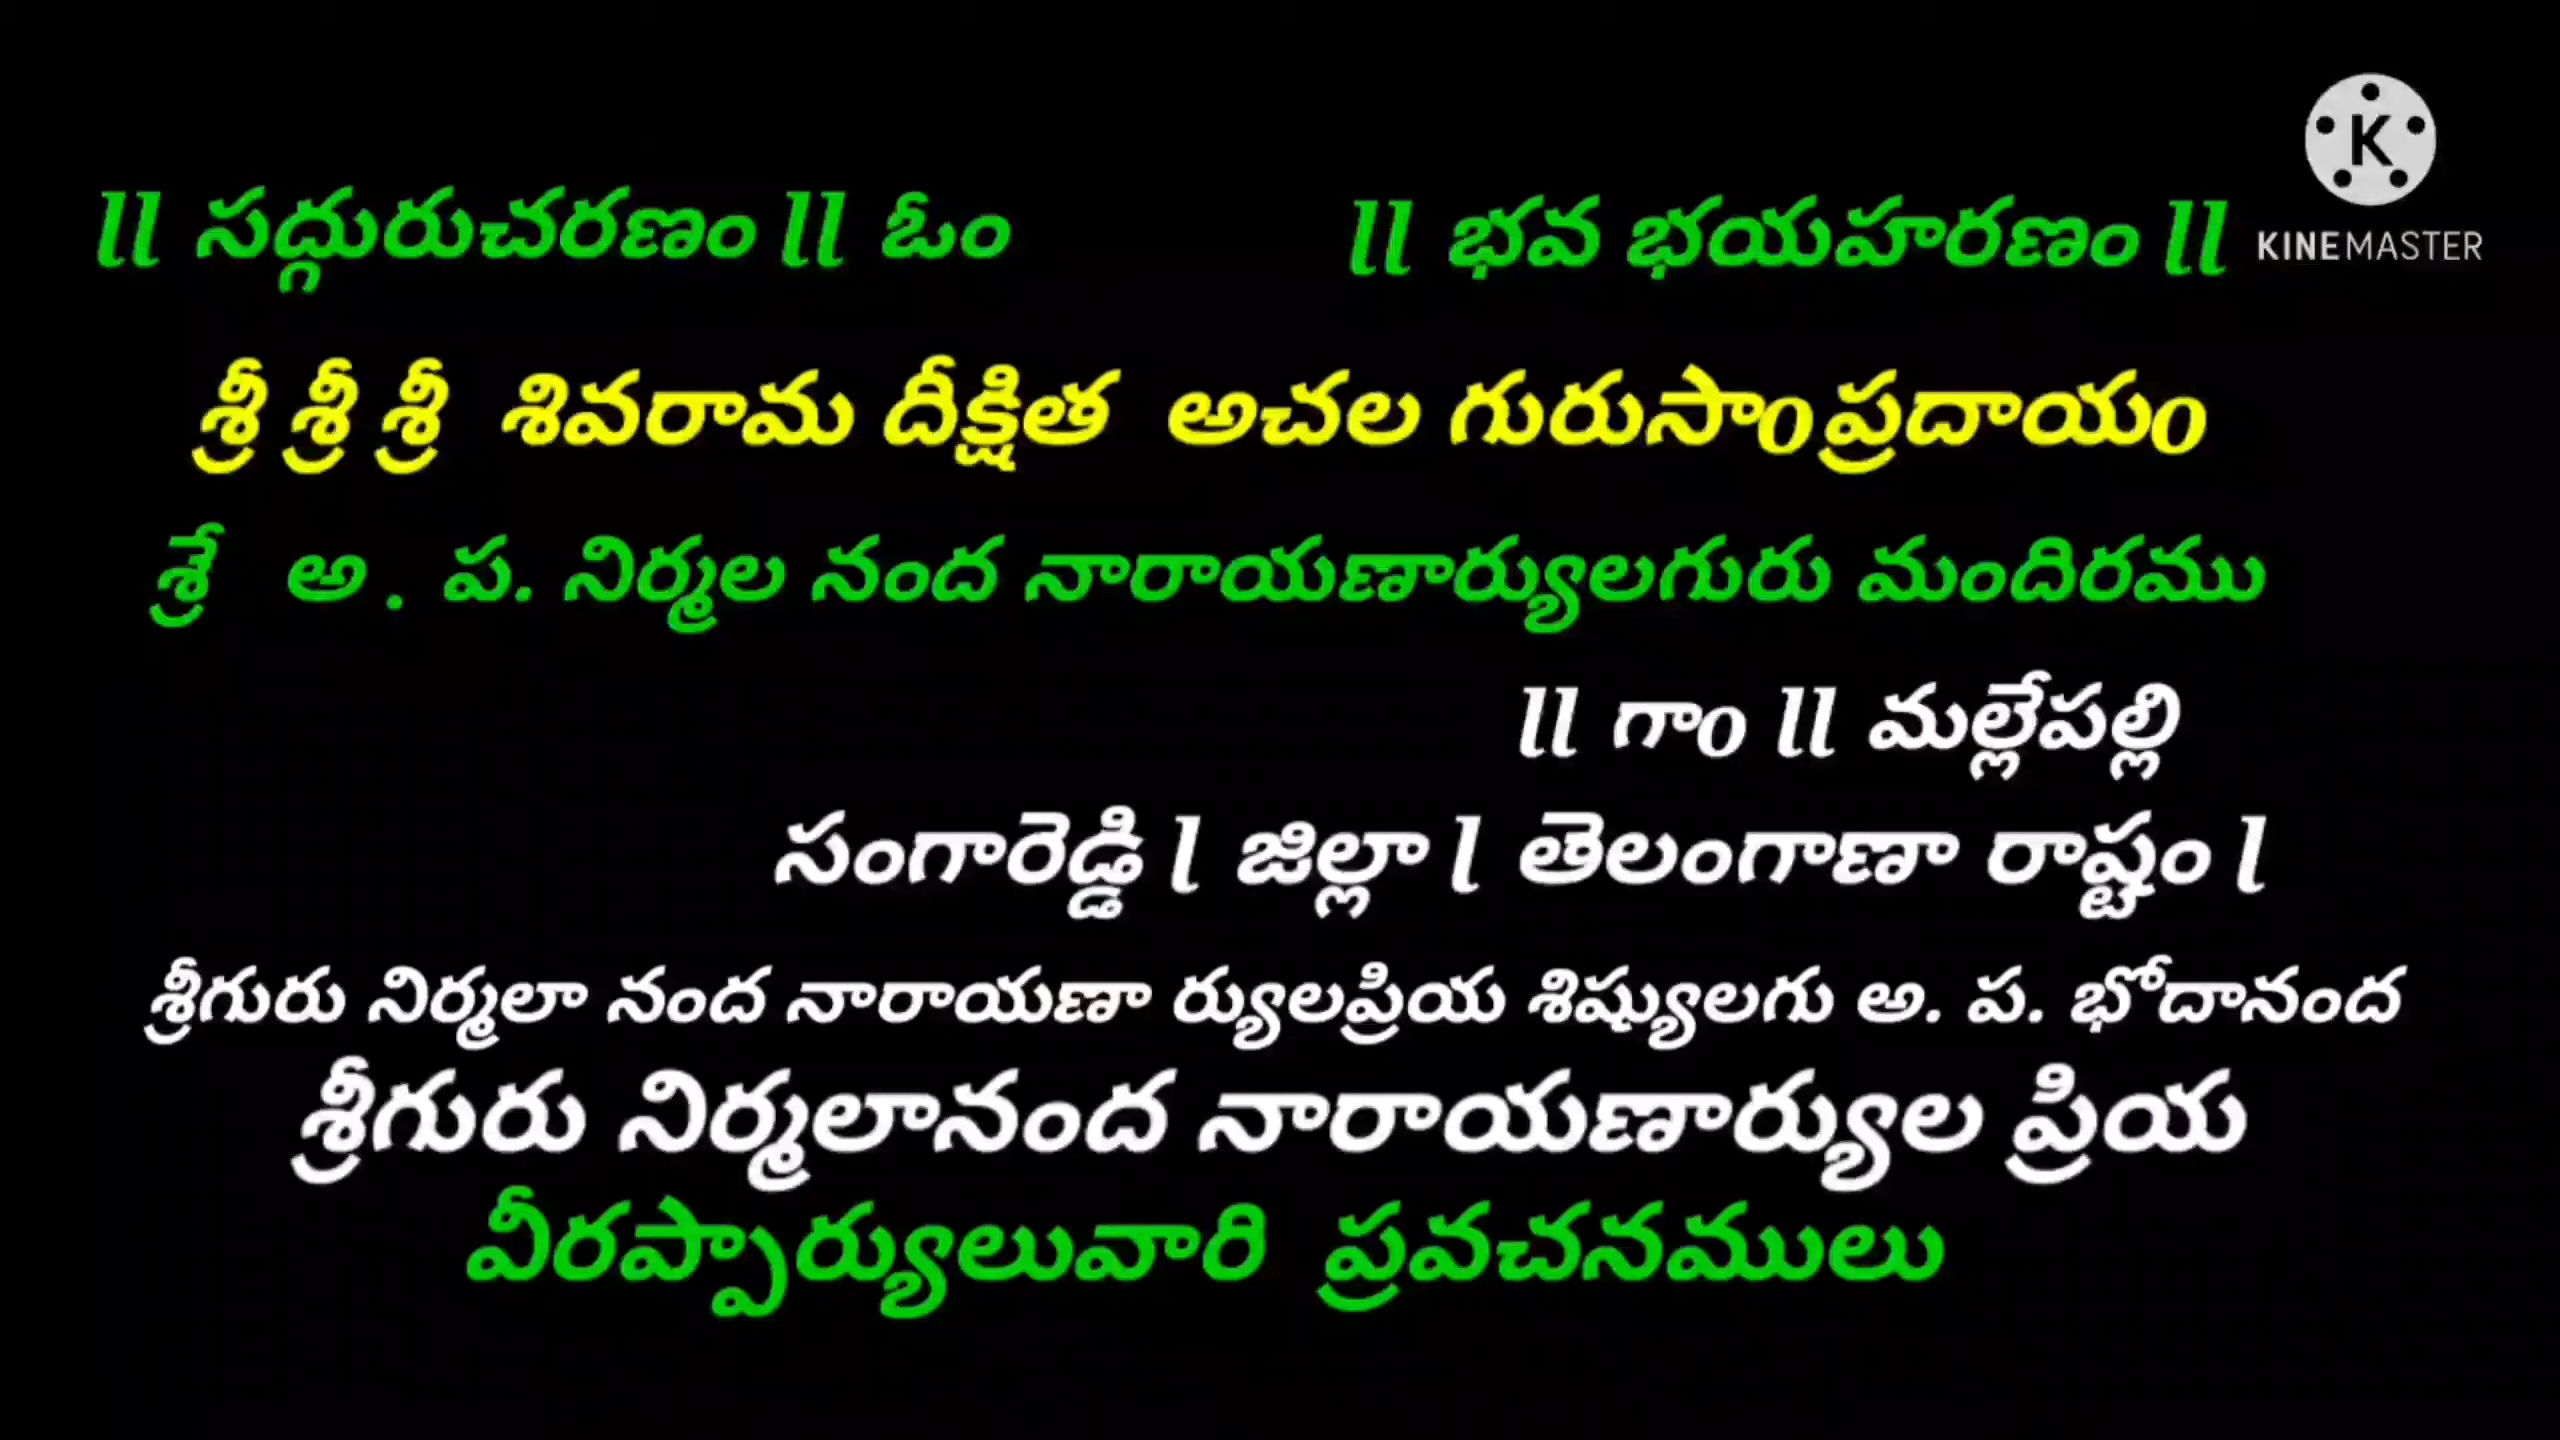 ll సద్గురుచరణం ll ఓం ll భవ భయహరణం ll
KINEMASTER
శ్రీ శ్రీ శ్రీ శివరామ దీక్షిత అచల గురుసాంప్రదాయం
శ్రే అ. ప. నిర్మల నంద నారాయణార్యులగురు మందిరము
ll గాం ll మల్లేపల్లి
సంగారెడ్డి l జిల్లా l తెలంగాణా రాష్ట్రం l
శ్రీగురు నిర్మలా నంద నారాయణా ర్యులప్రియ శిష్యులగు అ. ప. భోదానంద
శ్రీగురు నిర్మలానంద నారాయణార్యుల ప్రియ
వీరప్పార్యులువారి ప్రవచనములు